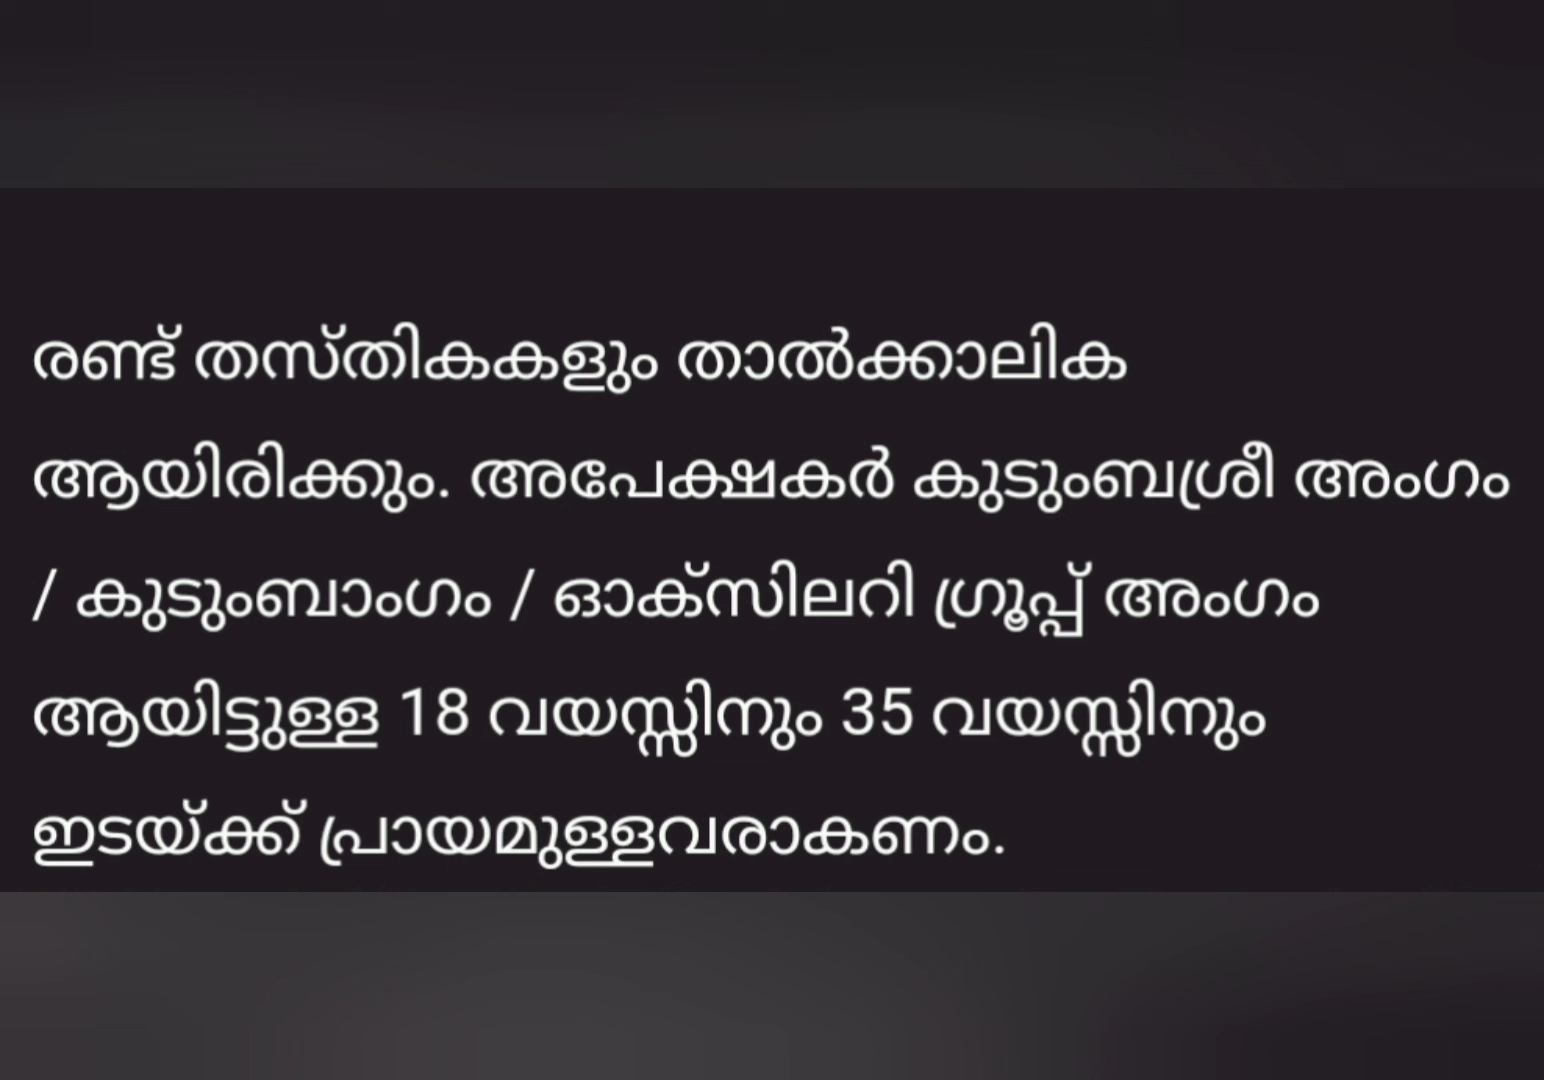 രണ്ട് തസ്തികകളും താൽക്കാലിക
ആയിരിക്കും. അപേക്ഷകർ കുടുംബശ്രീ അംഗം
/ കുടുംബാംഗം / ഓക്സിലറി ഗ്രൂപ്പ് അംഗം
ആയിട്ടുള്ള 18 വയസ്സിനും 35 വയസ്സിനും
ഇടയ്ക്ക് പ്രായമുള്ളവരാകണം.